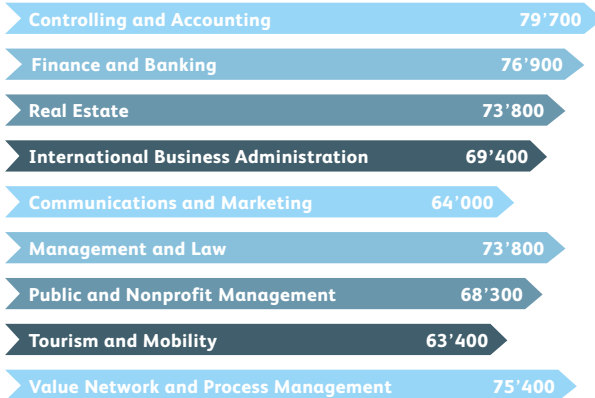 Controlling and Accounting 79’700
Finance and Banking 76’900
Real Estate 73’800
International Business Administration 69’400
Communications and Marketing 64’000
Management and Law 73’800
Public and Nonprofit Management 68’300
Tourism and Mobility 63’400
Value Network and Process Management 75’400